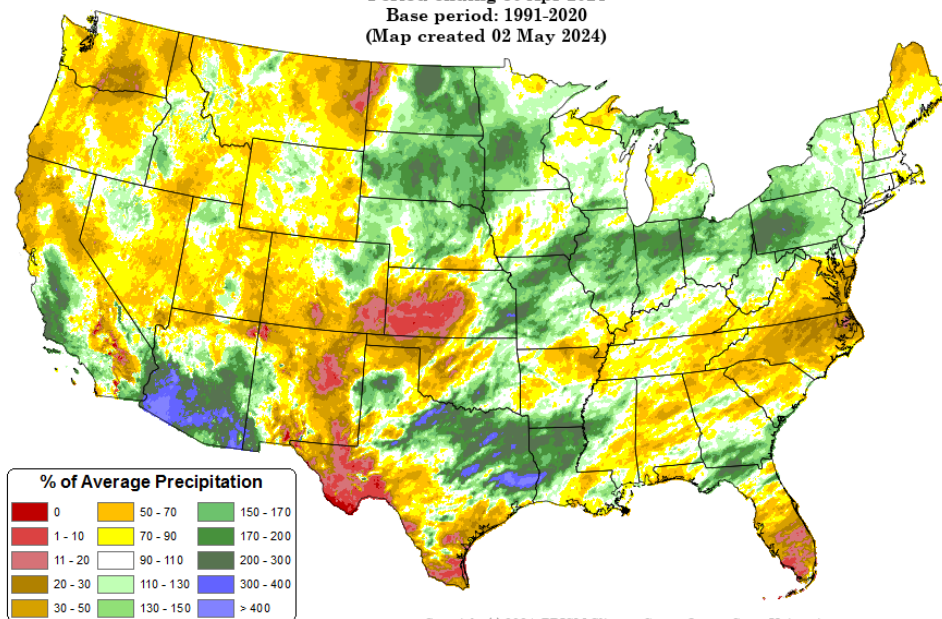 Base period: 1991-2020
(Map created 02 May 2024)
% of Average Precipitation
0
50 - 70
150 - 170
1 - 10
70 - 90
170 - 200
11 - 20
90 - 110
200 - 300
20 - 30
110 - 130
300 - 400
30 - 50
130 - 150
> 400